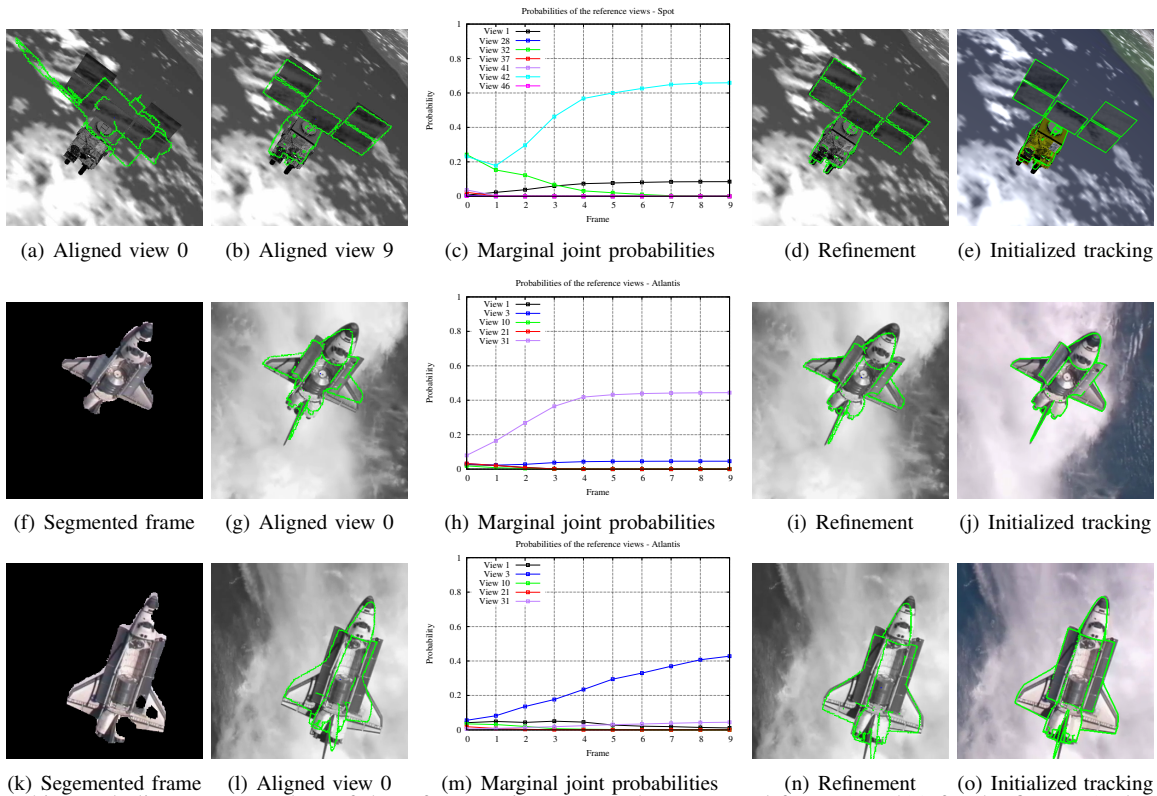 Probabilities of the reference views - Spot
1
0.8
0.6
0.4
0.2
0
Probability
View 1
View 28
View 32
View 37
View 41
View 42
View 46
0 1 2 3 4 5 6 7 8 9
Frame
(a) Aligned view 0 (b) Aligned view 9 (c) Marginal joint probabilities (d) Refinement (e) Initialized tracking
Probabilities of the reference views - Atlantis
1
0.8
0.6
0.4
0.2
0
Probability
View 1
View 3
View 10
View 21
View 31
0 1 2 3 4 5 6 7 8 9
Frame
(f) Segmented frame (g) Aligned view 0 (h) Marginal joint probabilities (i) Refinement (j) Initialized tracking
Probabilities of the reference views - Atlantis
1
0.8
0.6
0.4
0.2
0
Probability
View 1
View 3
View 10
View 21
View 31
0 1 2 3 4 5 6 7 8 9
Frame
(k) Segemented frame (l) Aligned view 0 (m) Marginal joint probabilities (n) Refinement (o) Initialized tracking